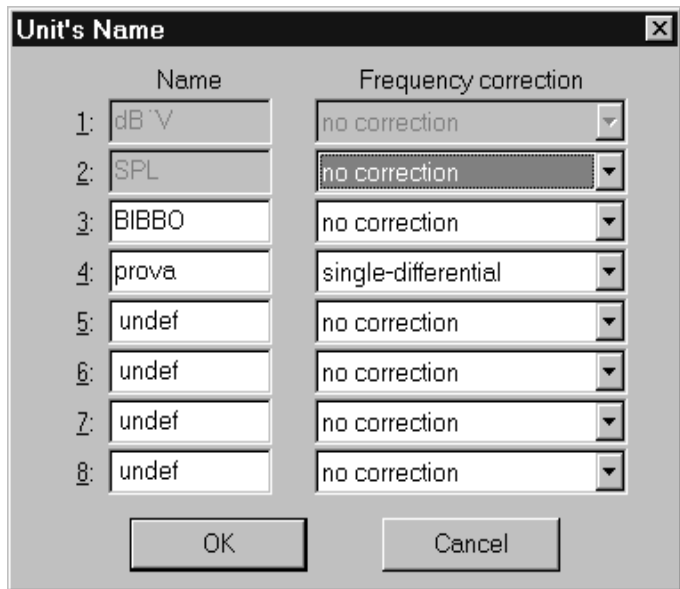 Unit's Name
Name Frequency correction
1: dB´V no correction
2: SPL no correction
3: BIBBO no correction
4: prova single-differential
5: undef no correction
6: undef no correction
7: undef no correction
8: undef no correction
OK Cancel